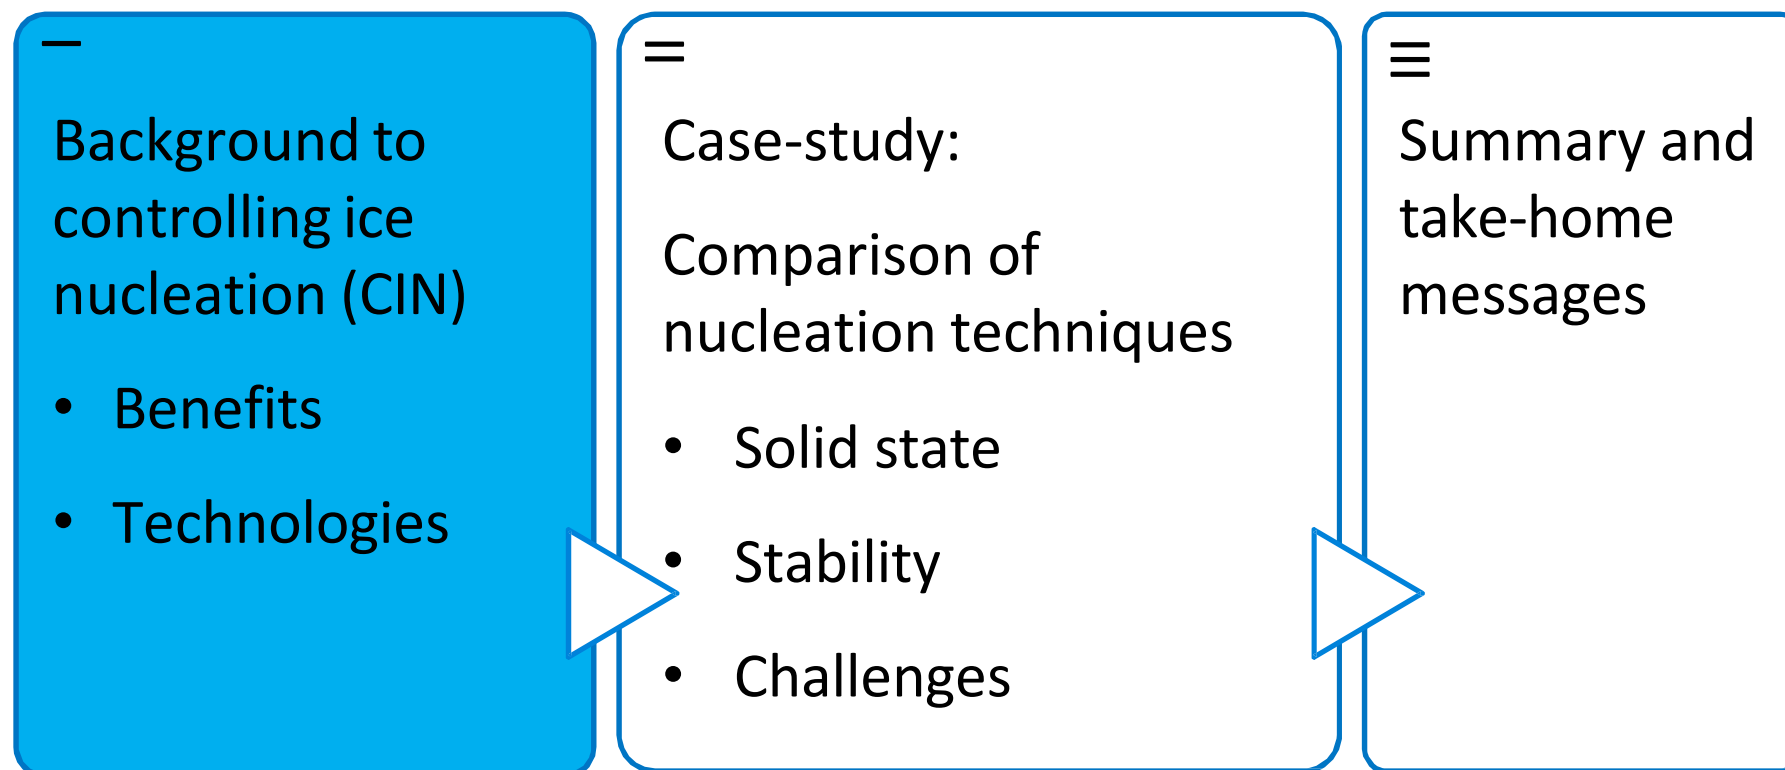 —
Background to
controlling ice
nucleation (CIN)
• Benefits
• Technologies
=
Case-study:
Comparison of
nucleation techniques
• Solid state
• Stability
• Challenges
≡
Summary and
take-home
messages